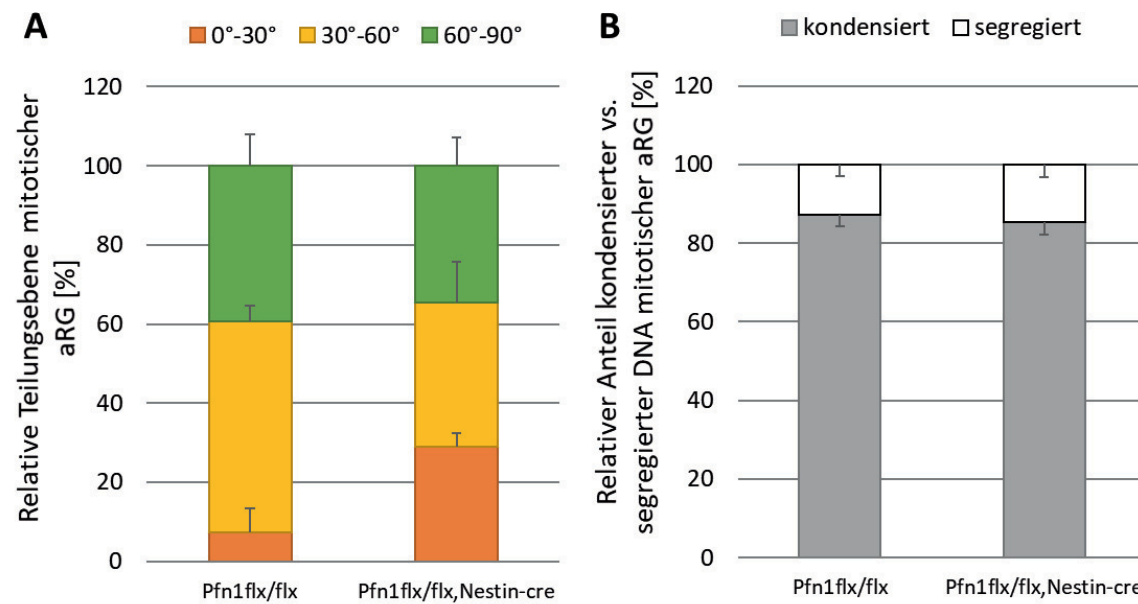 A
0°-30° 30°-60° 60°-90°
Relative Teilungsebene mitotischer
aRG [%]
120
100
80
60
40
20
0
Pfn1flx/flx Pfn1flx/flx,Nestin-cre
B
kondensiert segregiert
Relativer Anteil kondensierter vs.
segregierter DNA mitotischer aRG [%]
120
100
80
60
40
20
0
Pfn1flx/flx Pfn1flx/flx,Nestin-cre